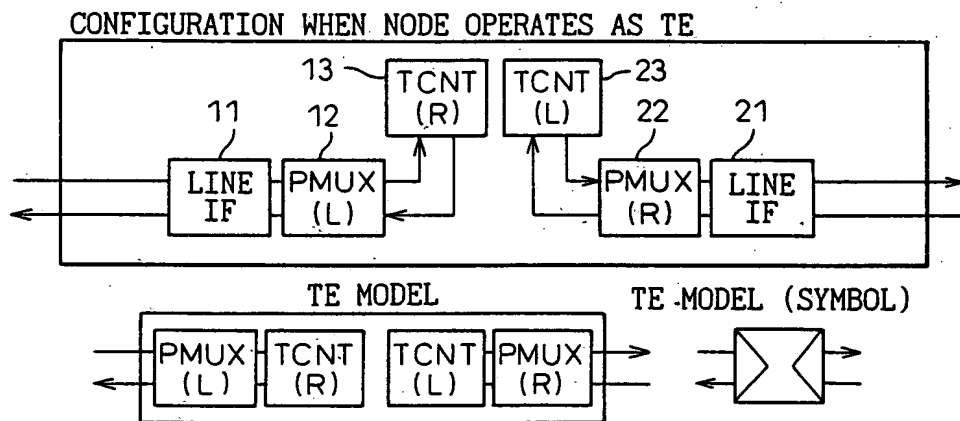 CONFIGURATION WHEN NODE OPERATES AS TE
13
TCNT
(R)
TCNT
(L)
23
11
LINE
IF
12
PMUX
(L)
22
PMUX
(R)
21
LINE
IF
TE MODEL
PMUX
(L)
TCNT
(R)
TCNT
(L)
PMUX
(R)
TE MODEL (SYMBOL)